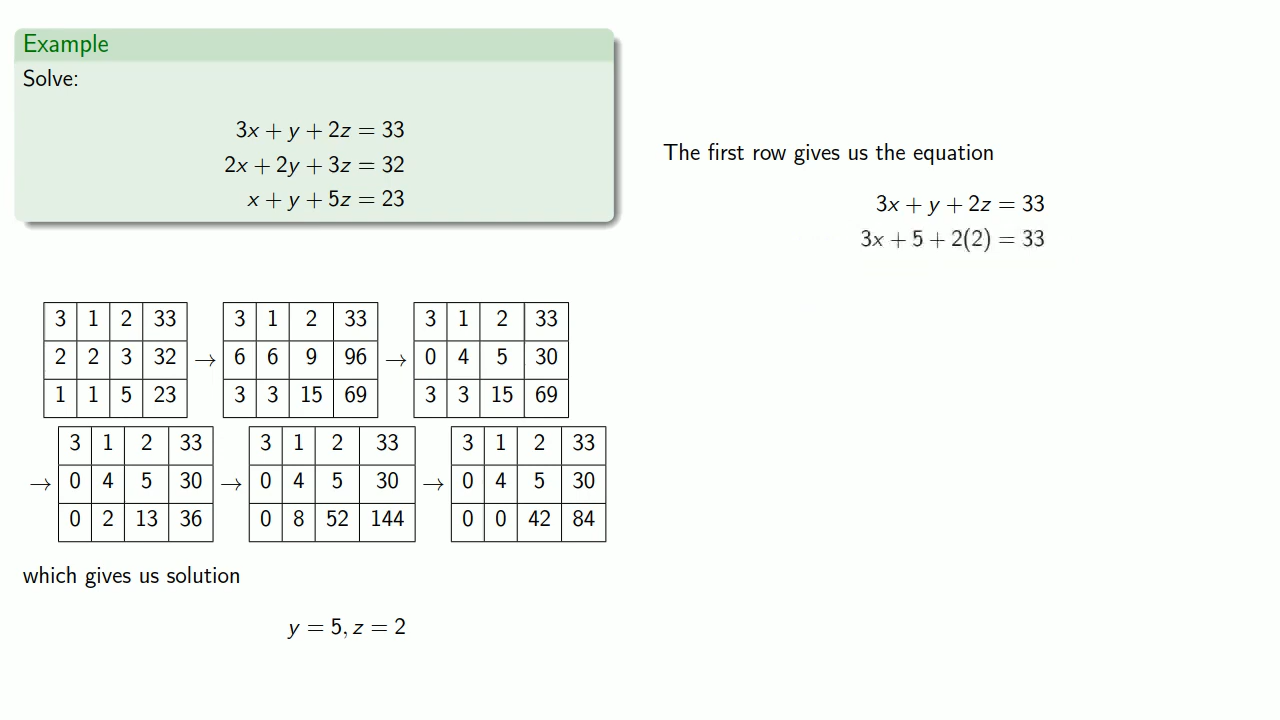 Example
Solve:
3x + y + 2z = 33
2x + 2y + 3z = 32
x + y + 5z = 23
3 1 2 33 3 1 2 33 3 1 2 33
2 2 3 32 → 6 6 9 96 → 0 4 5 30
1 1 5 23 3 3 15 69 3 3 15 69
3 1 2 33 3 1 2 33 3 1 2 33
→ 0 4 5 30 → 0 4 5 30 → 0 4 5 30
0 2 13 36 0 8 52 144 0 0 42 84
which gives us solution
y = 5, z = 2
The first row gives us the equation
3x + y + 2z = 33
3x + 5 + 2(2) = 33